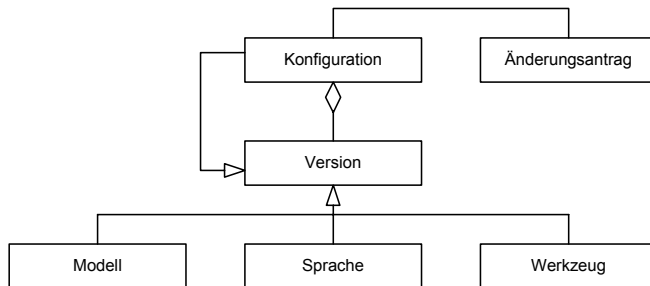 Konfiguration
Änderungsantrag
Version
Modell
Sprache
Werkzeug